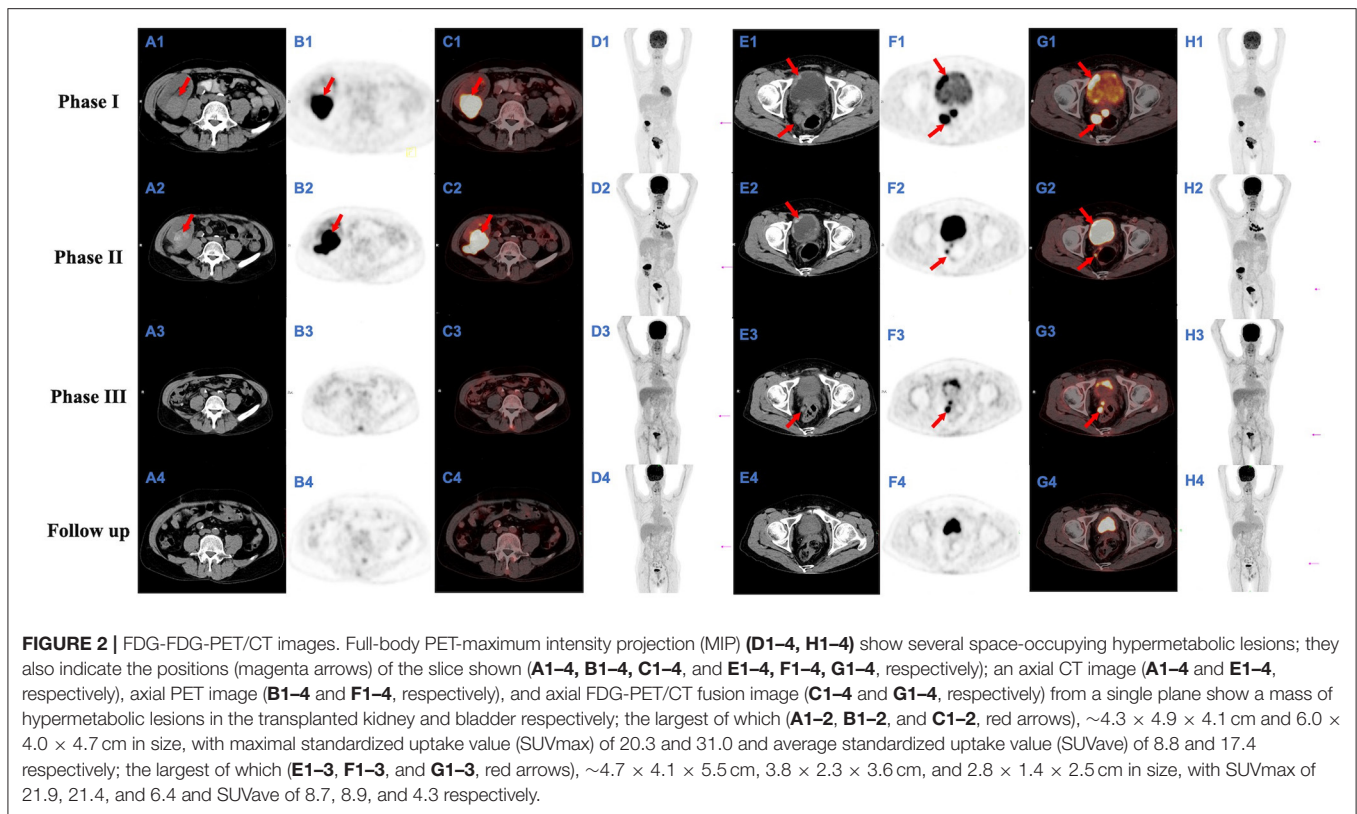 A1 B1 C1 D1 E1 F1 G1 H1
Phase I
A2 B2 C2 D2 E2 F2 G2 H2
Phase II
A3 B3 C3 D3 E3 F3 G3 H3
Phase III
A4 B4 C4 D4 E4 F4 G4 H4
Follow up
FIGURE 2 | FDG-FDG-PET/CT images. Full-body PET-maximum intensity projection (MIP) (D1–4, H1–4) show several space-occupying hypermetabolic lesions; they
also indicate the positions (magenta arrows) of the slice shown (A1–4, B1–4, C1–4, and E1–4, F1–4, G1–4, respectively); an axial CT image (A1–4 and E1–4,
respectively), axial PET image (B1–4 and F1–4, respectively), and axial FDG-PET/CT fusion image (C1–4 and G1–4, respectively) from a single plane show a mass of
hypermetabolic lesions in the transplanted kidney and bladder respectively; the largest of which (A1–2, B1–2, and C1–2, red arrows), ~4.3 × 4.9 × 4.1 cm and 6.0 ×
4.0 × 4.7 cm in size, with maximal standardized uptake value (SUVmax) of 20.3 and 31.0 and average standardized uptake value (SUVave) of 8.8 and 17.4
respectively; the largest of which (E1–3, F1–3, and G1–3, red arrows), ~4.7 × 4.1 × 5.5 cm, 3.8 × 2.3 × 3.6 cm, and 2.8 × 1.4 × 2.5 cm in size, with SUVmax of
21.9, 21.4, and 6.4 and SUVave of 8.7, 8.9, and 4.3 respectively.